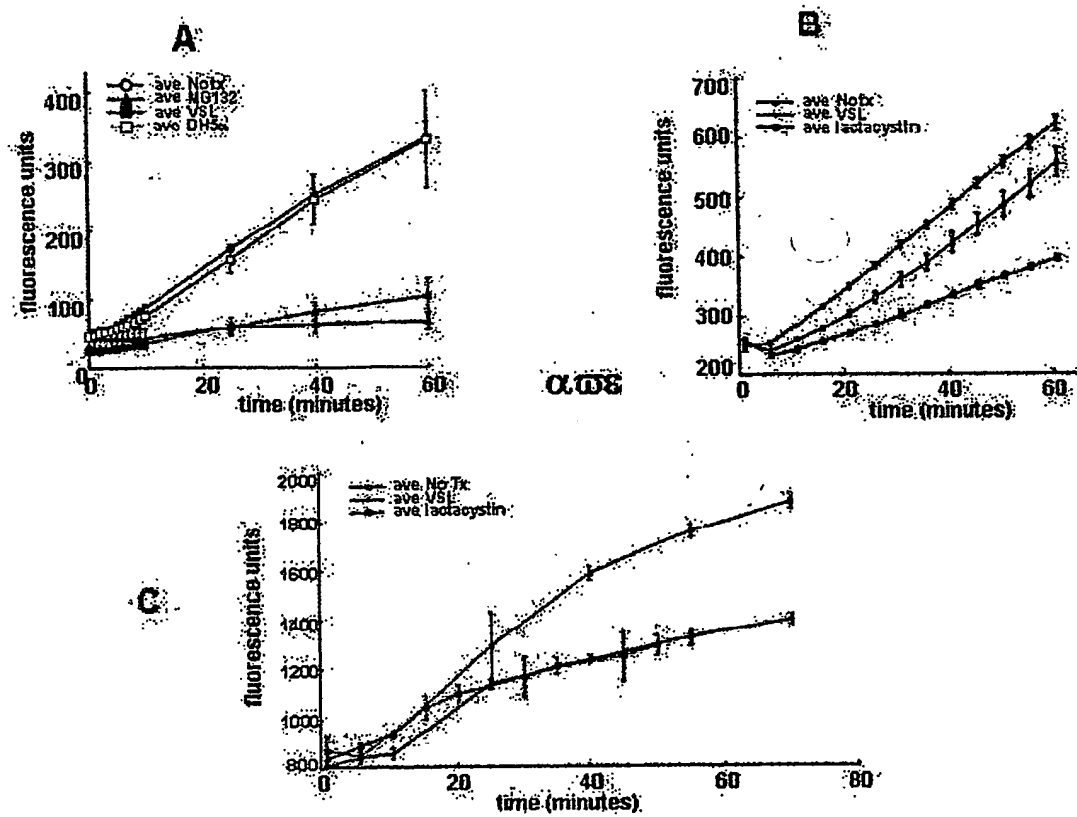 A
ave Notx
ave MG132
ave VSL
ave DH5a
400
300
200
100
0
fluorescence units
0 20 40 60
time (minutes)
B
ave Notx
ave VSL
ave lactacystin
700
600
500
400
300
200
fluorescence units
0 20 40 60
time (minutes)
αϖε
C
ave No Tx
ave VSL
ave lactacystin
2000
1800
1600
1400
1200
1000
800
fluorescence units
0 20 40 60 80
time (minutes)